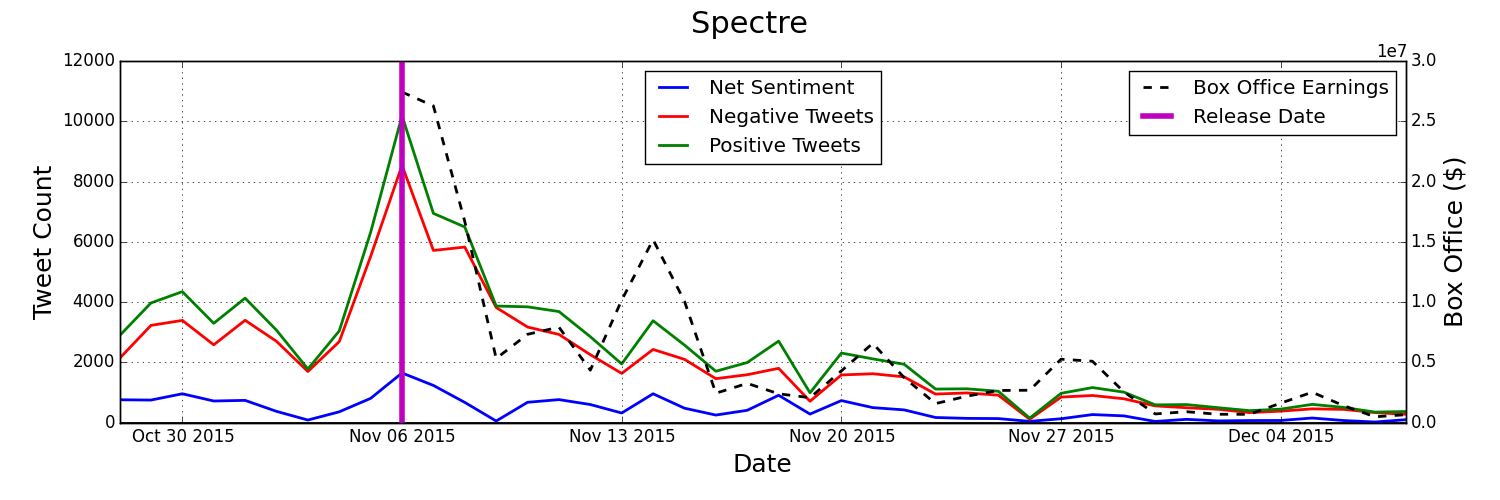 Spectre
1e7
12000
10000
8000
6000
4000
2000
0
Tweet Count
Net Sentiment
Negative Tweets
Positive Tweets
Box Office Earnings
Release Date
3.0
2.5
2.0
1.5
1.0
0.5
0.0
Box Office ($)
Oct 30 2015 Nov 06 2015 Nov 13 2015 Nov 20 2015 Nov 27 2015 Dec 04 2015
Date